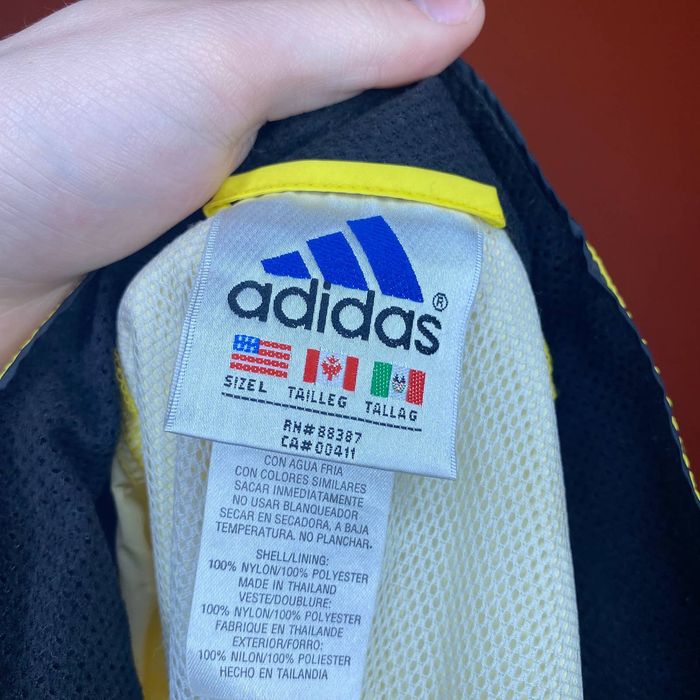 adidas®
SIZE L TAILLE G TALLA G
RN#88387
CA#00411
CON AGUA FRIA
CON COLORES SIMILARES
SACAR INMEDIATAMENTE
NO USAR BLANQUEADOR
SECAR EN SECADORA, A BAJA
TEMPERATURA. NO PLANCHAR.
SHELL/LINING:
100% NYLON/100% POLYESTER
MADE IN THAILAND
VESTE/DOUBLURE:
100% NYLON/100% POLYESTER
FABRIQUE EN THAILANDE
EXTERIOR/FORRO:
100% NILON/100% POLIESTER
HECHO EN TAILANDIA